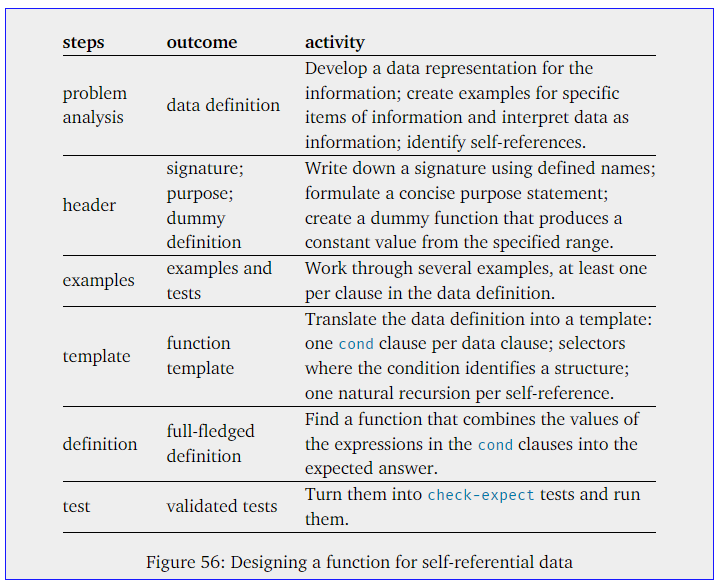 steps outcome activity
problem analysis data definition Develop a data representation for the
information; create examples for specific
items of information and interpret data as
information; identify self-references.
header signature; purpose; dummy definition Write down a signature using defined names;
formulate a concise purpose statement;
create a dummy function that produces a
constant value from the specified range.
examples examples and tests Work through several examples, at least one
per clause in the data definition.
template function template Translate the data definition into a template:
one cond clause per data clause; selectors
where the condition identifies a structure;
one natural recursion per self-reference.
definition full-fledged definition Find a function that combines the values of
the expressions in the cond clauses into the
expected answer.
test validated tests Turn them into check-expect tests and run
them.
Figure 56: Designing a function for self-referential data